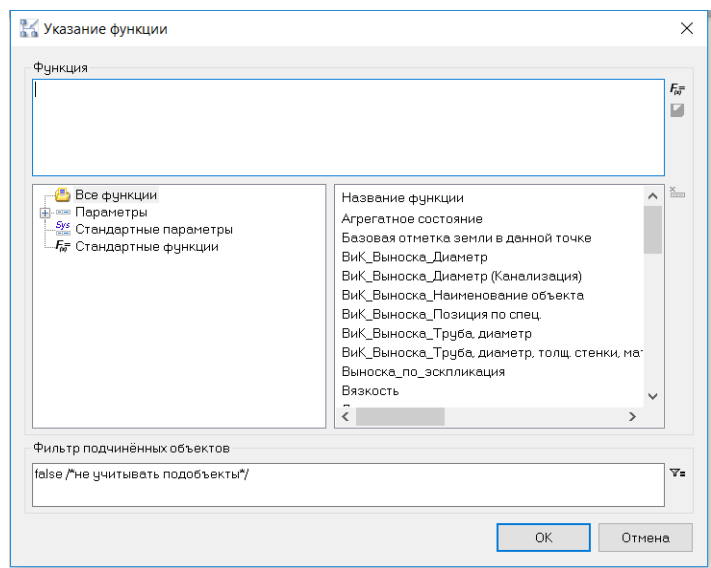 Указание функции
Функция
F(x)=
Все функции
Параметры
Sys Стандартные параметры
F(x)= Стандартные функции
Название функции
Агрегатное состояние
Базовая отметка земли в данной точке
ВиК_Выноска_Диаметр
ВиК_Выноска_Диаметр (Канализация)
ВиК_Выноска_Наименование объекта
ВиК_Выноска_Позиция по спец.
ВиК_Выноска_Труба, диаметр
ВиК_Выноска_Труба, диаметр, толщ. стенки, мат
Выноска_по_эскпликация
Вязкость
Фильтр подчинённых объектов
false /*не учитывать подобъекты*/
OK
Отмена